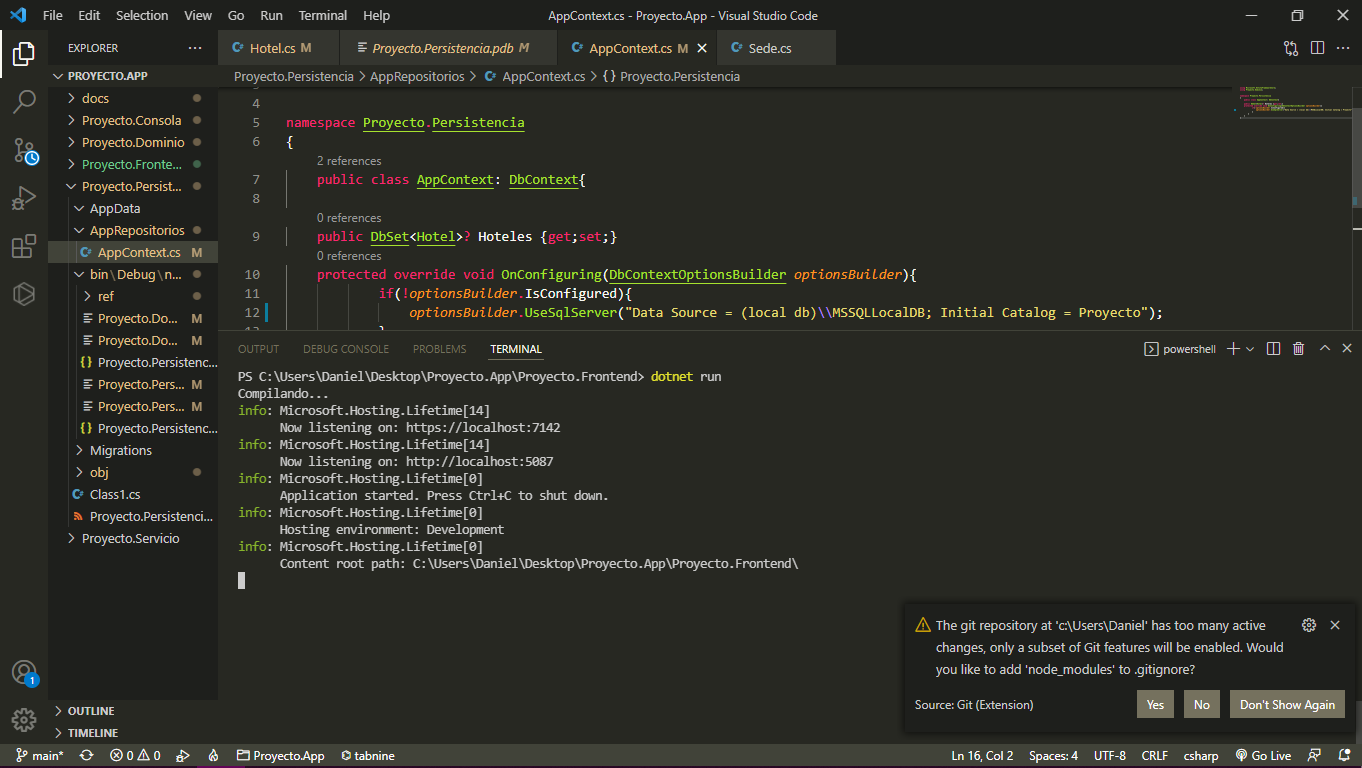 File Edit Selection View Go Run Terminal Help AppContext.cs - Proyecto.App - Visual Studio Code
EXPLORER ...
PROYECTO.APP
docs
Proyecto.Consola
Proyecto.Dominio
Proyecto.Fronte...
Proyecto.Persist...
AppData
AppRepositorios
AppContext.cs M
bin\Debug\n...
ref
Proyecto.Do... M
Proyecto.Do... M
{} Proyecto.Persistenc...
Proyecto.Pers... M
Proyecto.Pers... M
{} Proyecto.Persistenc...
Migrations
obj
Class1.cs
Proyecto.Persistenci...
Proyecto.Servicio
OUTLINE
TIMELINE
Hotel.cs M Proyecto.Persistencia.pdb M AppContext.cs M Sede.cs
Proyecto.Persistencia > AppRepositorios > AppContext.cs > {} Proyecto.Persistencia
4
5 namespace Proyecto.Persistencia
6 {
2 references
7 public class AppContext: DbContext{
8
0 references
9 public DbSet<Hotel>? Hoteles {get;set;}
0 references
10 protected override void OnConfiguring(DbContextOptionsBuilder optionsBuilder){
11 if(!optionsBuilder.IsConfigured){
12 optionsBuilder.UseSqlServer("Data Source = (local db)\\MSSQLLocalDB; Initial Catalog = Proyecto");
OUTPUT DEBUG CONSOLE PROBLEMS TERMINAL powershell
PS C:\Users\Daniel\Desktop\Proyecto.App\Proyecto.Frontend> dotnet run
Compilando...
info: Microsoft.Hosting.Lifetime[14]
Now listening on: https://localhost:7142
info: Microsoft.Hosting.Lifetime[14]
Now listening on: http://localhost:5087
info: Microsoft.Hosting.Lifetime[0]
Application started. Press Ctrl+C to shut down.
info: Microsoft.Hosting.Lifetime[0]
Hosting environment: Development
info: Microsoft.Hosting.Lifetime[0]
Content root path: C:\Users\Daniel\Desktop\Proyecto.App\Proyecto.Frontend\
The git repository at 'c:\Users\Daniel' has too many active
changes, only a subset of Git features will be enabled. Would
you like to add 'node_modules' to .gitignore?
Source: Git (Extension) Yes No Don't Show Again
1
main* 0 0 Proyecto.App tabnine Ln 16, Col 2 Spaces: 4 UTF-8 CRLF csharp Go Live